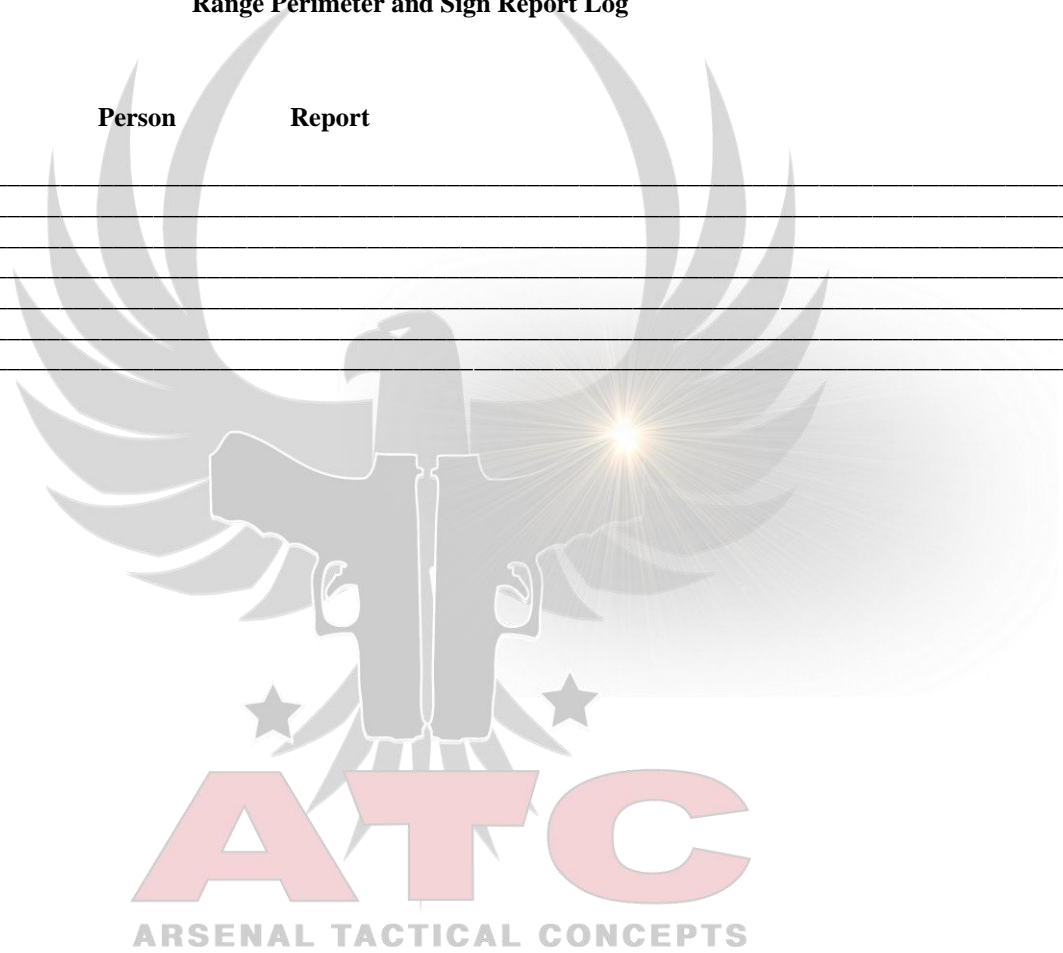 Range Perimeter and Sign Report Log
Person Report
ATC
ARSENAL TACTICAL CONCEPTS